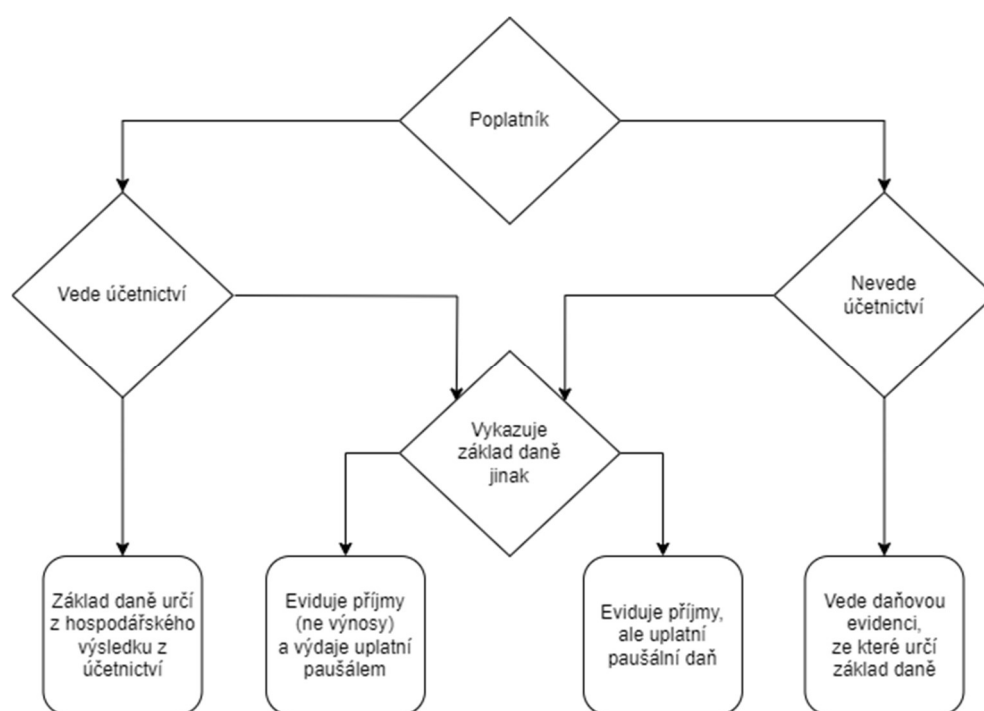 Poplatník
Vede účetnictví
Nevede
účetnictví
Vykazuje
základ daně
jinak
Základ daně určí
z hospodářského
výsledku z
účetnictví
Eviduje příjmy
(ne výnosy)
a výdaje uplatní
paušálem
Eviduje příjmy,
ale uplatní
paušální daň
Vede daňovou
evidenci,
ze které určí
základ daně